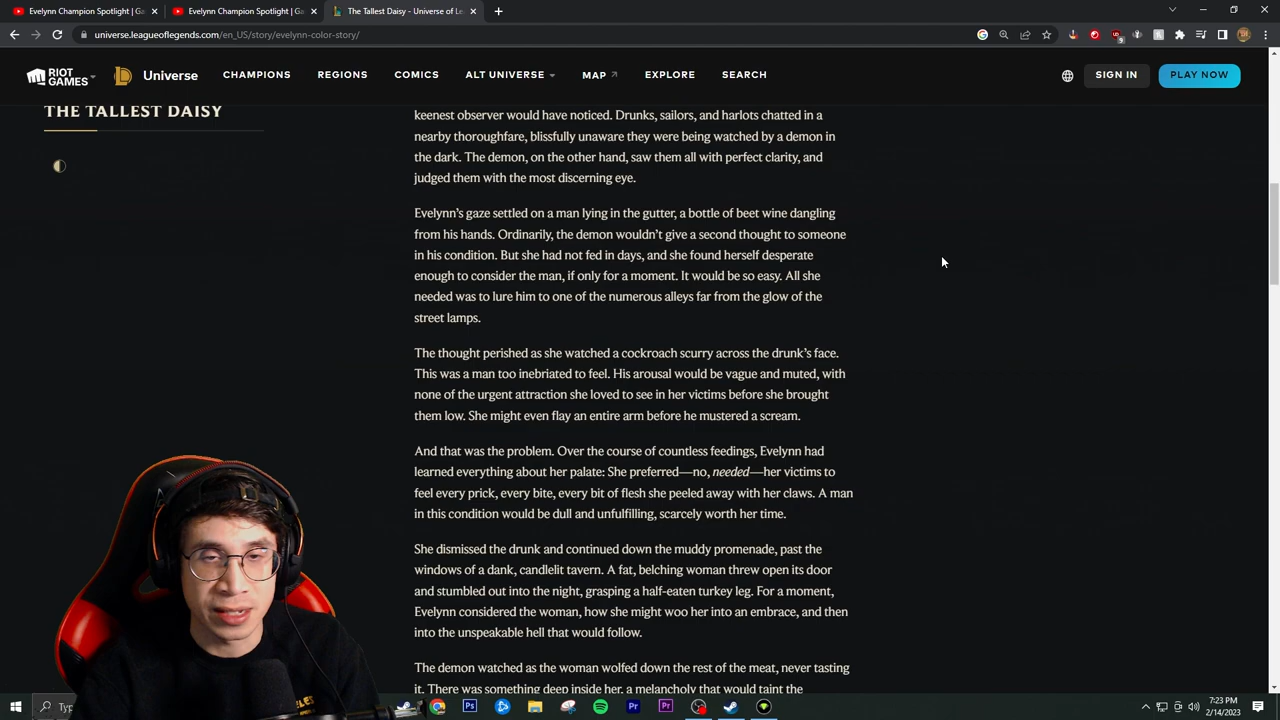 Evelynn Champion Spotlight | Ga
Evelynn Champion Spotlight | Ga
The Tallest Daisy - Universe of Le
universe.leagueoflegends.com/en_US/story/evelynn-color-story/
RIOT GAMES
Universe
CHAMPIONS
REGIONS
COMICS
ALT UNIVERSE
MAP
EXPLORE
SEARCH
SIGN IN
PLAY NOW
THE TALLEST DAISY
keenest observer would have noticed. Drunks, sailors, and harlots chatted in a
nearby thoroughfare, blissfully unaware they were being watched by a demon in
the dark. The demon, on the other hand, saw them all with perfect clarity, and
judged them with the most discerning eye.
Evelynn’s gaze settled on a man lying in the gutter, a bottle of beet wine dangling
from his hands. Ordinarily, the demon wouldn’t give a second thought to someone
in his condition. But she had not fed in days, and she found herself desperate
enough to consider the man, if only for a moment. It would be so easy. All she
needed was to lure him to one of the numerous alleys far from the glow of the
street lamps.
The thought perished as she watched a cockroach scurry across the drunk’s face.
This was a man too inebriated to feel. His arousal would be vague and muted, with
none of the urgent attraction she loved to see in her victims before she brought
them low. She might even flay an entire arm before he mustered a scream.
And that was the problem. Over the course of countless feedings, Evelynn had
learned everything about her palate: She preferred—no, needed—her victims to
feel every prick, every bite, every bit of flesh she peeled away with her claws. A man
in this condition would be dull and unfulfilling, scarcely worth her time.
She dismissed the drunk and continued down the muddy promenade, past the
windows of a dank, candlelit tavern. A fat, belching woman threw open its door
and stumbled out into the night, grasping a half-eaten turkey leg. For a moment,
Evelynn considered the woman, how she might woo her into an embrace, and then
into the unspeakable hell that would follow.
The demon watched as the woman wolfed down the rest of the meat, never tasting
it. There was something deep inside her, a melancholy that would taint the
Typ
7:23 PM
2/14/2023